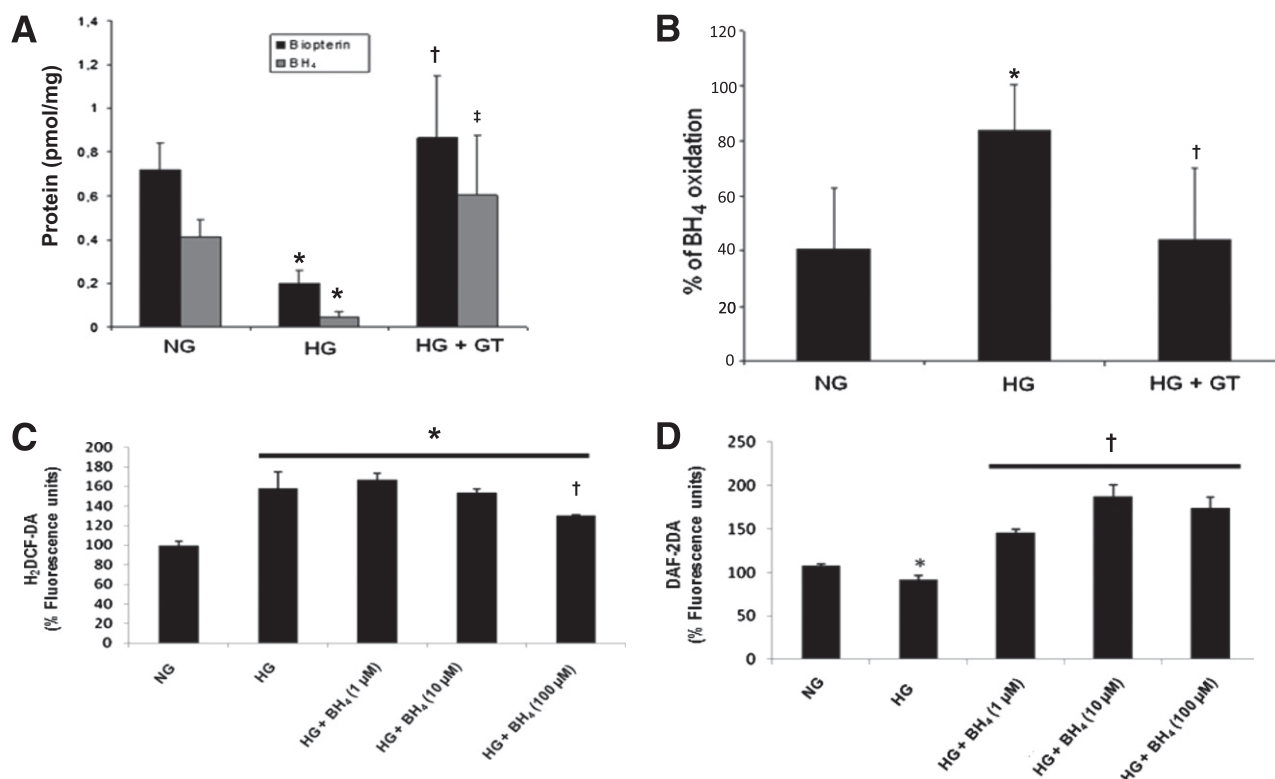 A
Protein (pmol/mg)
1,4
1,2
1
0,8
0,6
0,4
0,2
0
Biopterin
BH₄
*
*
†
‡
NG
HG
HG + GT
B
% of BH₄ oxidation
120
100
80
60
40
20
0
*
†
NG
HG
HG + GT
C
H₂DCF-DA
(% Fluorescence units)
200
180
160
140
120
100
80
60
40
20
0
*
†
NG
HG
HG + BH₄ (1 µM)
HG + BH₄ (10 µM)
HG + BH₄ (100 µM)
D
DAF-2DA
(% Fluorescence units)
250
200
150
100
50
0
*
†
NG
HG
HG + BH₄ (1 µM)
HG + BH₄ (10 µM)
HG + BH₄ (100 µM)